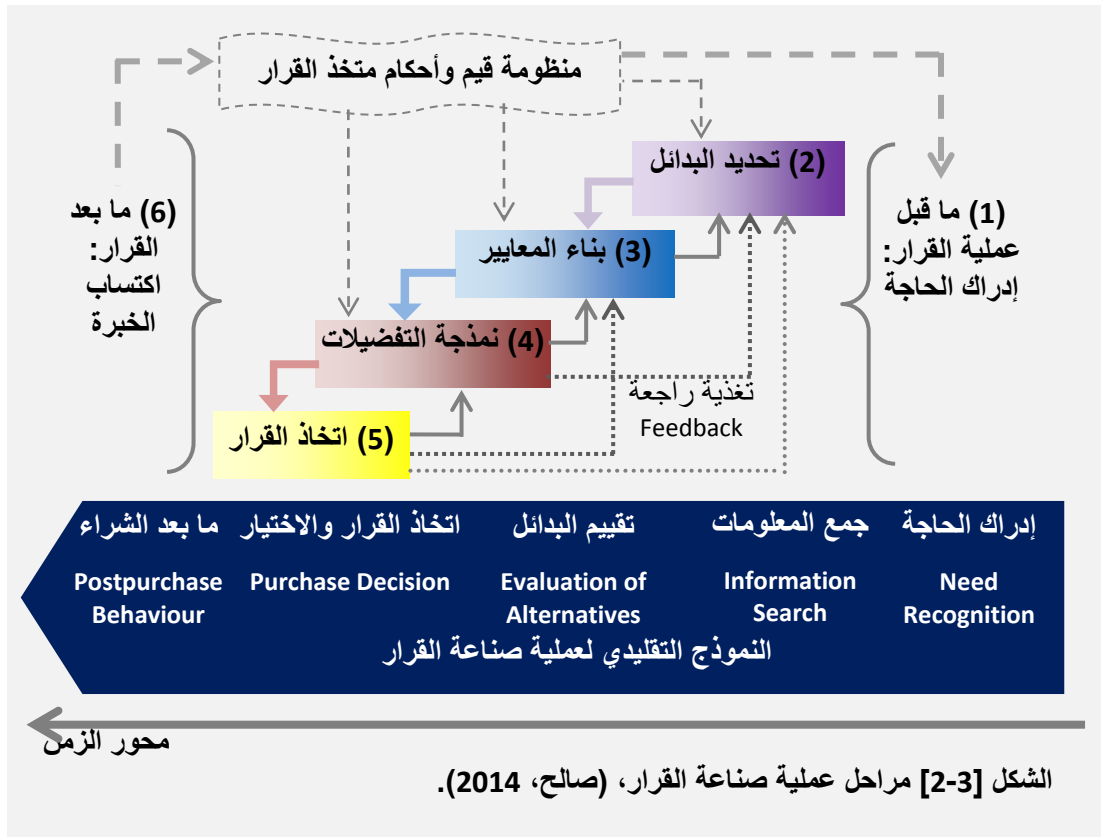 منظومة قيم وأحكام متخذ القرار
(1) ما قبل
عملية القرار:
إدراك الحاجة
(2) تحديد البدائل
(3) بناء المعايير
(4) نمذجة التفضيلات
(5) اتخاذ القرار
تغذية راجعة
Feedback
(6) ما بعد
القرار:
اكتساب
الخبرة
إدراك الحاجة
Need
Recognition
جمع المعلومات
Information
Search
تقييم البدائل
Evaluation of
Alternatives
اتخاذ القرار والاختيار
Purchase Decision
ما بعد الشراء
Postpurchase
Behaviour
النموذج التقليدي لعملية صناعة القرار
محور الزمن
الشكل [3-2] مراحل عملية صناعة القرار، (صالح، 2014).